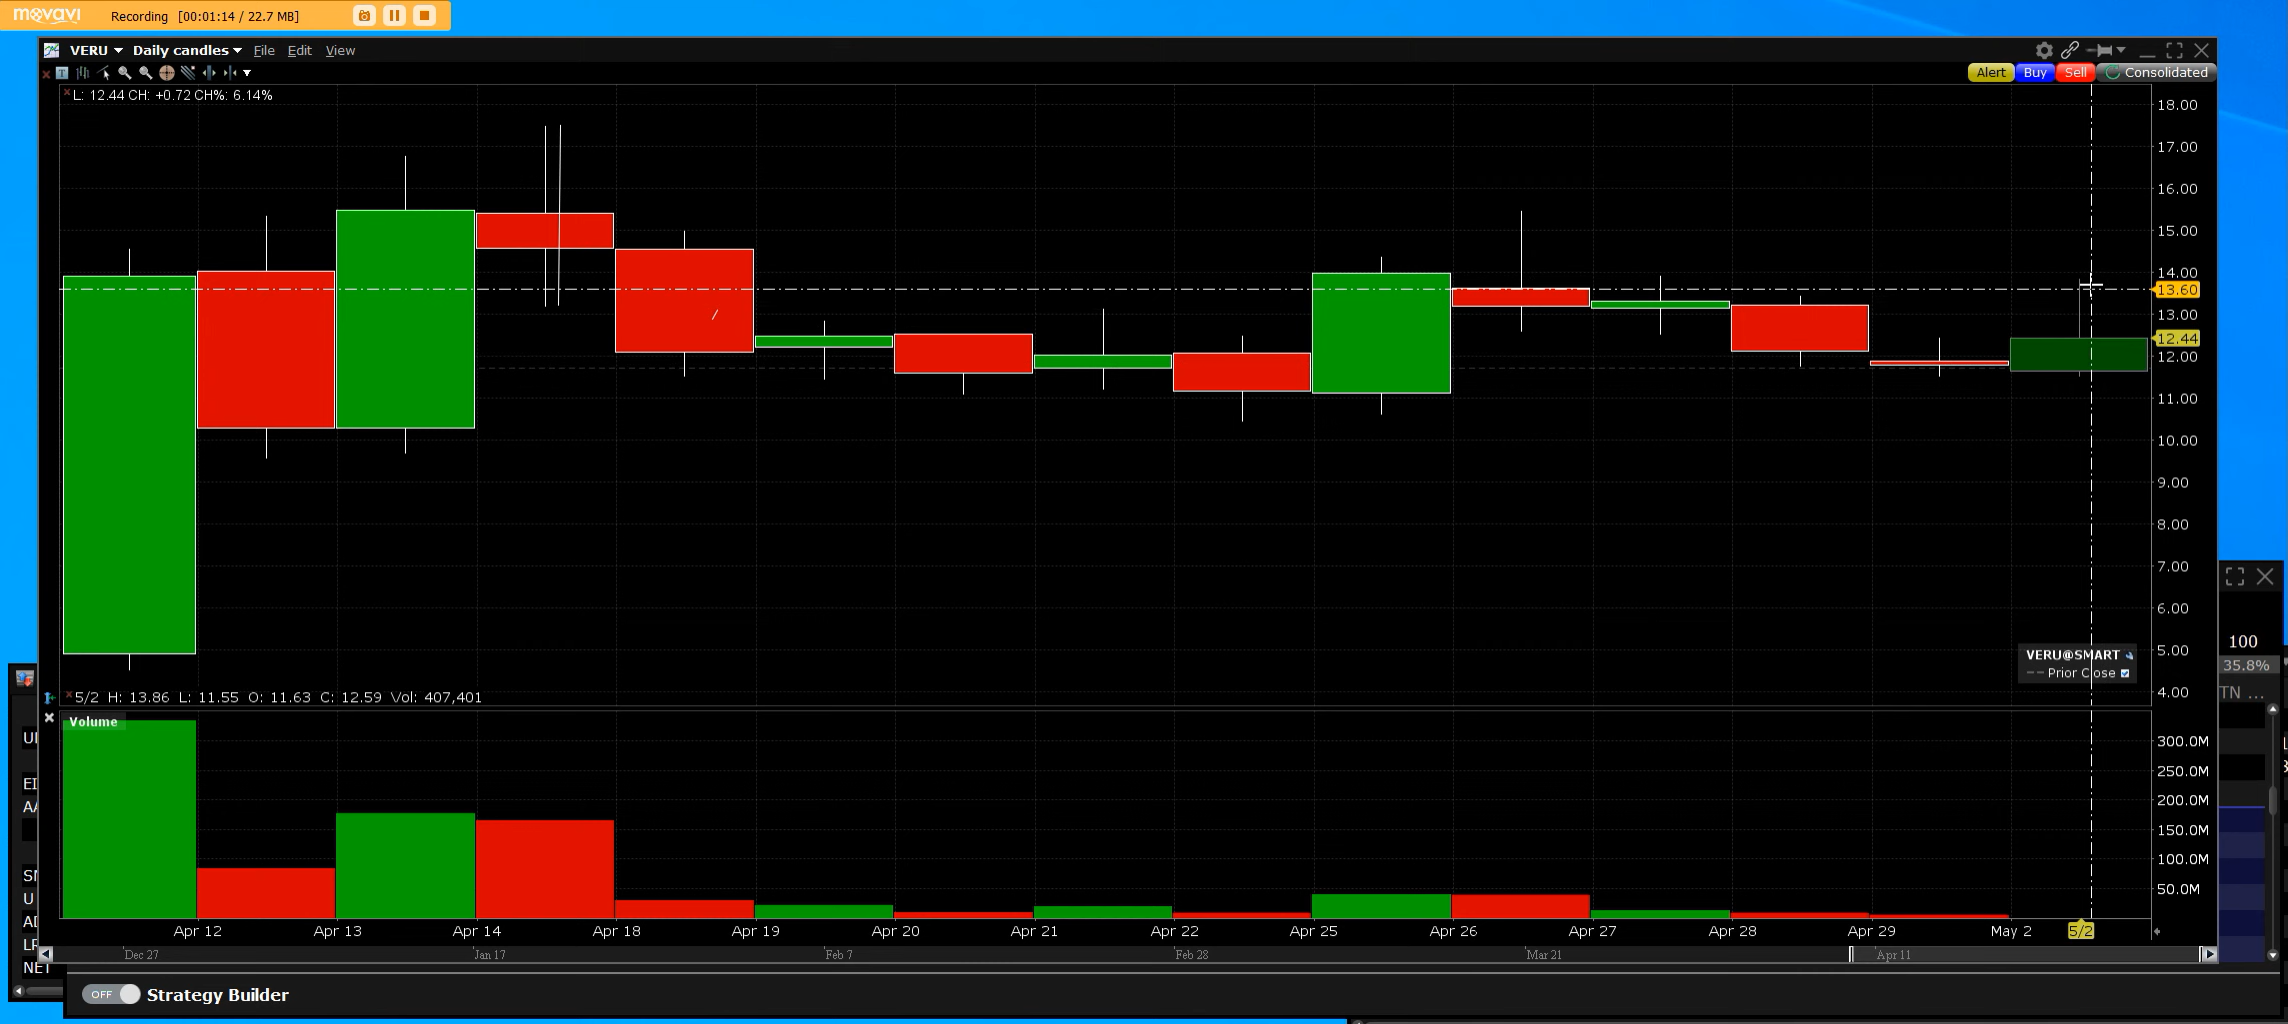 movavi Recording [00:01:14 / 22.7 MB]
VERU Daily candles File Edit View
Alert Buy Sell Consolidated
L: 12.44 CH: +0.72 CH%: 6.14%
18.00
17.00
16.00
15.00
14.00
13.60
13.00
12.44
12.00
11.00
10.00
9.00
8.00
7.00
6.00
5.00
4.00
VERU@SMART
Prior Close
5/2 H: 13.86 L: 11.55 O: 11.63 C: 12.59 Vol: 407,401
Volume
300.0M
250.0M
200.0M
150.0M
100.0M
50.0M
Apr 12 Apr 13 Apr 14 Apr 18 Apr 19 Apr 20 Apr 21 Apr 22 Apr 25 Apr 26 Apr 27 Apr 28 Apr 29 May 2 5/2
Dec 27 Jan 17 Feb 7 Feb 28 Mar 21 Apr 11
100
35.8%
TN ...
NET
OFF Strategy Builder